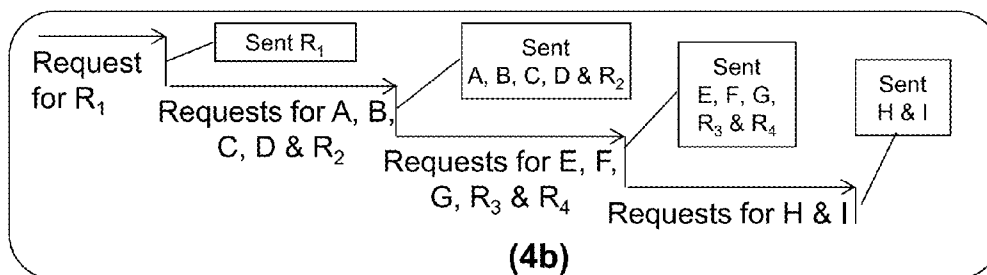 Request
for R₁
Sent R₁
Requests for A, B,
C, D & R₂
Sent
A, B, C, D & R₂
Requests for E, F,
G, R₃ & R₄
Sent
E, F, G,
R₃ & R₄
Requests for H & I
Sent
H & I
(4b)